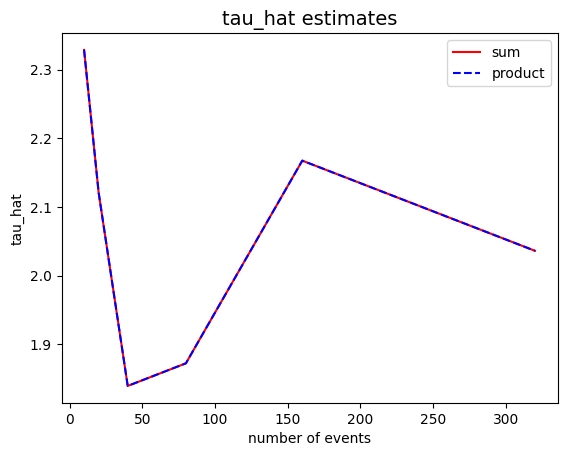 tau_hat estimates
sum
product
2.3
2.2
2.1
2.0
1.9
tau_hat
0
50
100
150
200
250
300
number of events